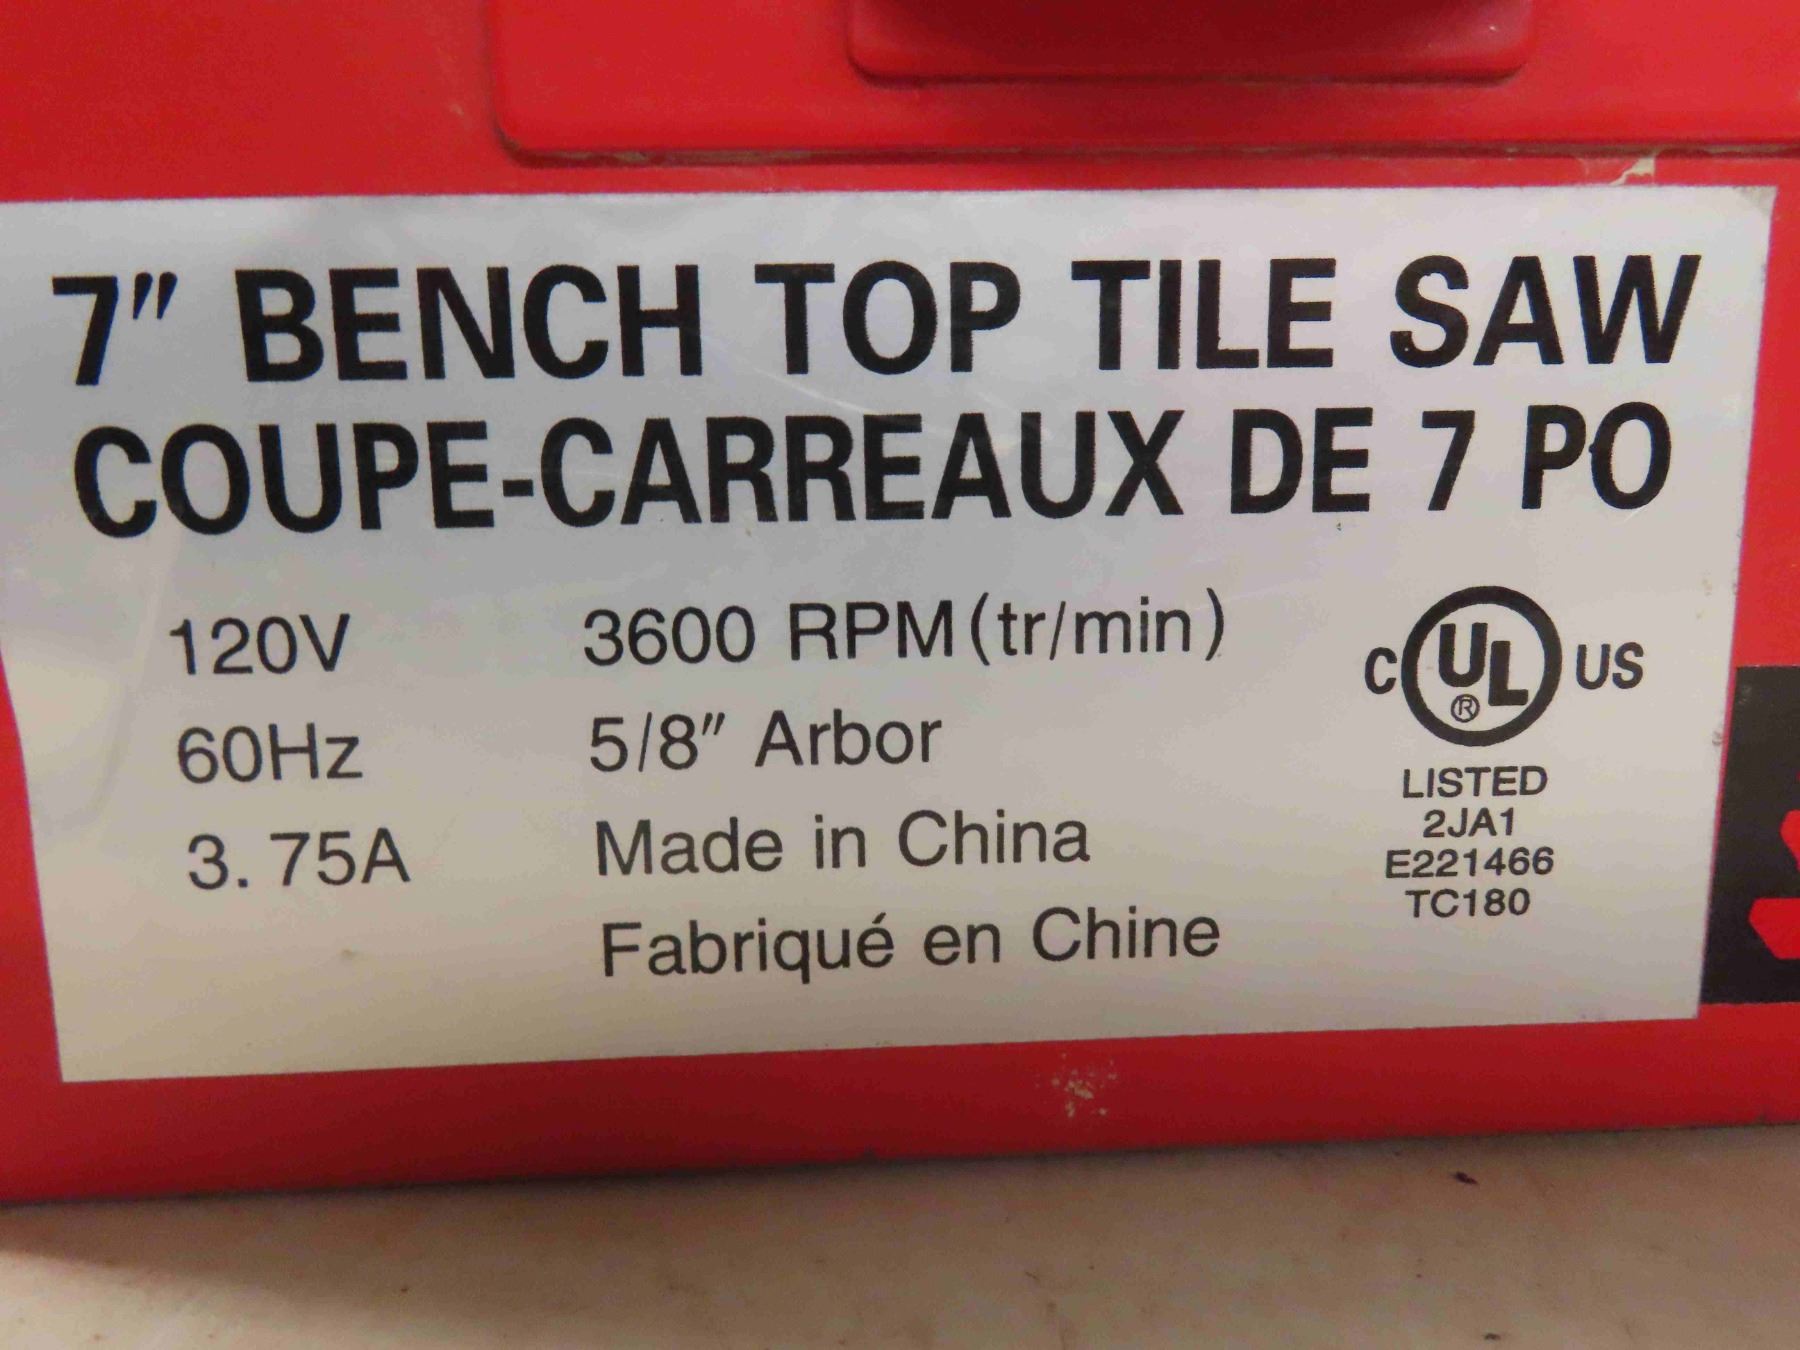 7" BENCH TOP TILE SAW
COUPE-CARREAUX DE 7 PO
120V 3600 RPM (tr/min)
60Hz 5/8" Arbor
3.75A Made in China
Fabriqué en Chine
C UL® US
LISTED
2JA1
E221466
TC180